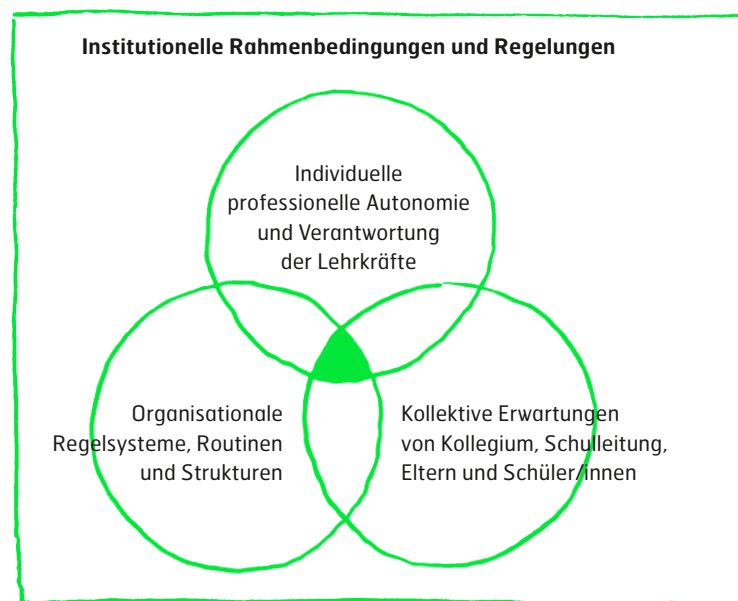 Institutionelle Rahmenbedingungen und Regelungen
Individuelle
professionelle Autonomie
und Verantwortung
der Lehrkräfte
Organisationale
Regelsysteme, Routinen
und Strukturen
Kollektive Erwartungen
von Kollegium, Schulleitung,
Eltern und Schüler/innen